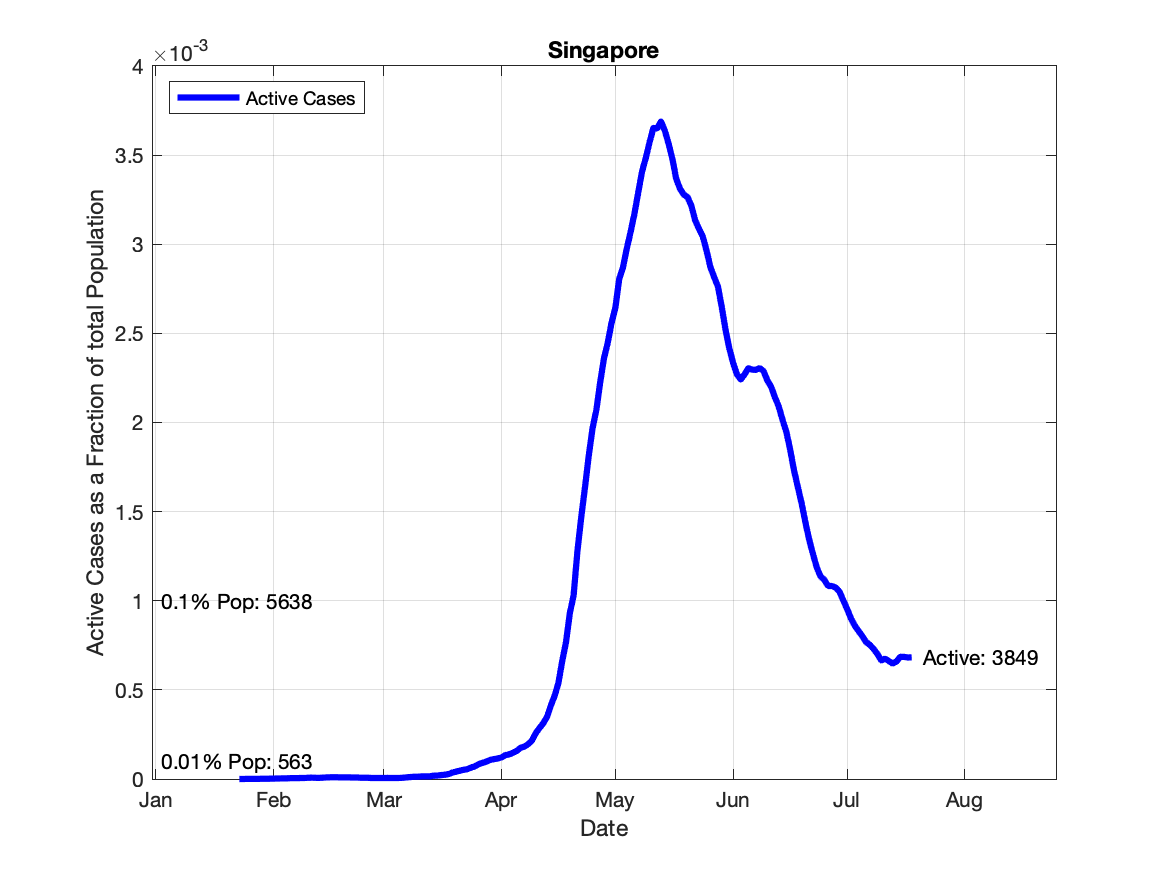 Singapore
×10-3
4
Active Cases
3.5
3
2.5
2
1.5
1
0.1% Pop: 5638
Active: 3849
0.5
0.01% Pop: 563
0
Jan Feb Mar Apr May Jun Jul Aug
Date
Active Cases as a Fraction of total Population